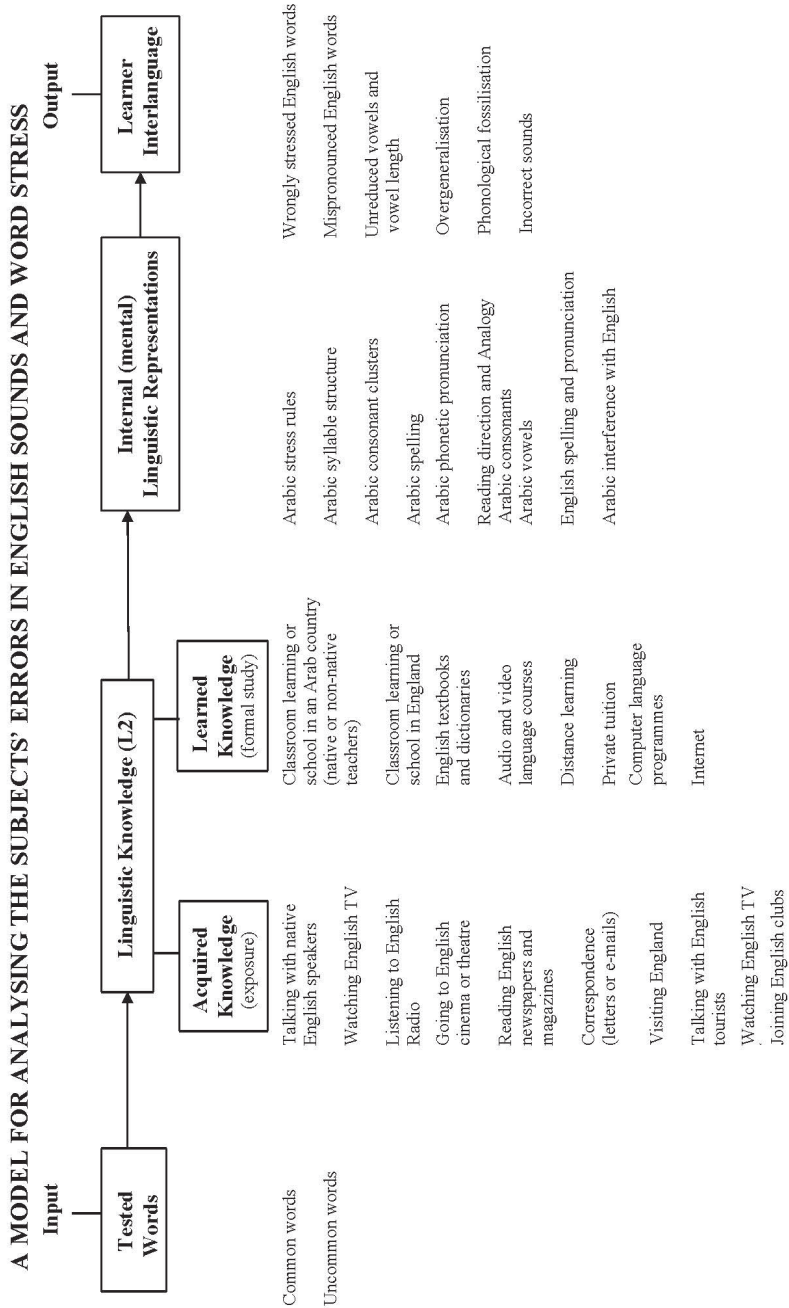 A MODEL FOR ANALYSING THE SUBJECTS' ERRORS IN ENGLISH SOUNDS AND WORD STRESS
Input
Output
Tested
Words
Linguistic Knowledge (L2)
Internal (mental)
Linguistic Representations
Learner
Interlanguage
Acquired
Knowledge
(exposure)
Learned
Knowledge
(formal study)
Common words
Uncommon words
Talking with native
English speakers
Watching English TV
Listening to English
Radio
Going to English
cinema or theatre
Reading English
newspapers and
magazines
Correspondence
(letters or e-mails)
Visiting England
Talking with English
tourists
Watching English TV
Joining English clubs
Classroom learning or
school in an Arab country
(native or non-native
teachers)
Classroom learning or
school in England
English textbooks
and dictionaries
Audio and video
language courses
Distance learning
Private tuition
Computer language
programmes
Internet
Arabic stress rules
Arabic syllable structure
Arabic consonant clusters
Arabic spelling
Arabic phonetic pronunciation
Reading direction and Analogy
Arabic consonants
Arabic vowels
English spelling and pronunciation
Arabic interference with English
Wrongly stressed English words
Mispronounced English words
Unreduced vowels and
vowel length
Overgeneralisation
Phonological fossilisation
Incorrect sounds